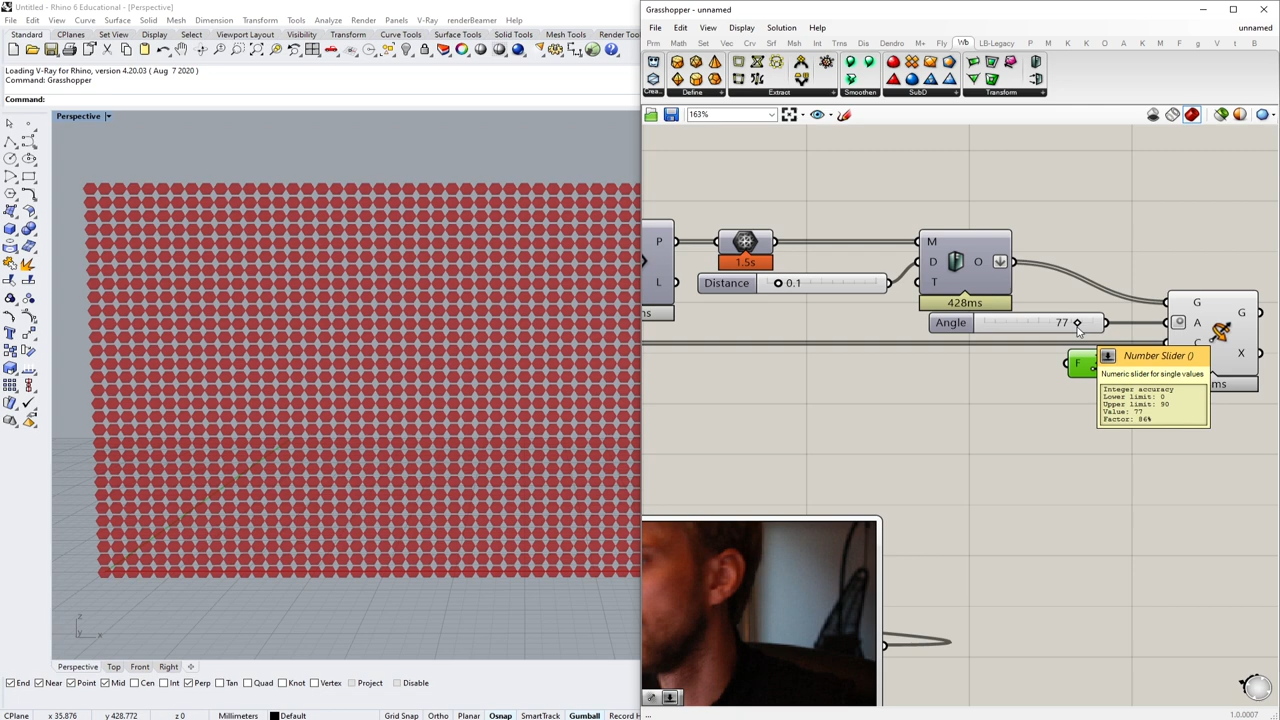 Untitled - Rhino 6 Educational - [Perspective]
File Edit View Curve Surface Solid Mesh Dimension Transform Tools Analyze Render Panels V-Ray renderBeamer Help
Standard CPlanes Set View Display Select Viewport Layout Visibility Transform Curve Tools Surface Tools Solid Tools Mesh Tools Render Tools
Loading V-Ray for Rhino, version 4.20.03 ( Aug 7 2020 )
Command: Grasshopper
Command:
Perspective
z
y x
Perspective Top Front Right
End Near Point Mid Cen Int Perp Tan Quad Knot Vertex Project Disable
CPlane x 35.876 y 428.772 z 0 Millimeters Default Grid Snap Ortho Planar Osnap SmartTrack Gumball Record H
Grasshopper - unnamed
File Edit View Display Solution Help unnamed
Prm Math Set Vec Crv Srf Msh Int Trns Dis Dendro M+ Fly Wb LB-Legacy P M K K O A E K M F g V t B
Crea... Define Extract Smoothen SubD Transform
163%
P
L
ns
1.5s
Distance 0.1
M
D O
T
428ms
Angle 77
G
A
C
G
X
ms
F
Number Slider ()
Numeric slider for single values
Integer accuracy
Lower limit: 0
Upper limit: 90
Value: 77
Factor: 86%
...
1.0.0007